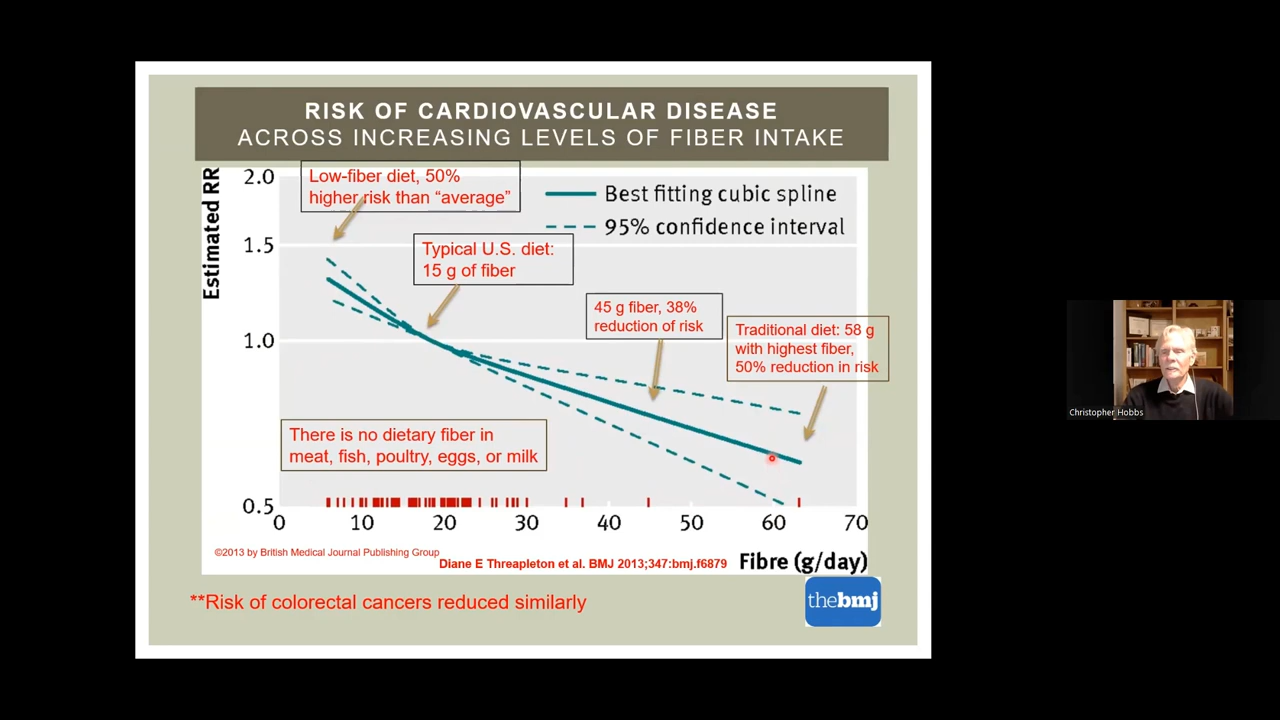 RISK OF CARDIOVASCULAR DISEASE
ACROSS INCREASING LEVELS OF FIBER INTAKE
Estimated RR
2.0
1.5
1.0
0.5
Low-fiber diet, 50%
higher risk than “average”
Best fitting cubic spline
95% confidence interval
Typical U.S. diet:
15 g of fiber
45 g fiber, 38%
reduction of risk
Traditional diet: 58 g
with highest fiber,
50% reduction in risk
There is no dietary fiber in
meat, fish, poultry, eggs, or milk
0 10 20 30 40 50 60 70
Fibre (g/day)
©2013 by British Medical Journal Publishing Group
Diane E Threapleton et al. BMJ 2013;347:bmj.f6879
**Risk of colorectal cancers reduced similarly
thebmj
Christopher Hobbs